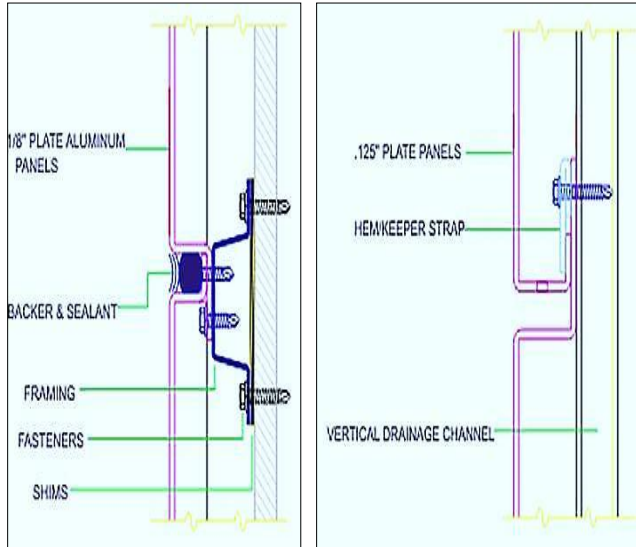 1/8" PLATE ALUMINUM
PANELS
BACKER & SEALANT
FRAMING
FASTENERS
SHIMS
.125" PLATE PANELS
HEM/KEEPER STRAP
VERTICAL DRAINAGE CHANNEL